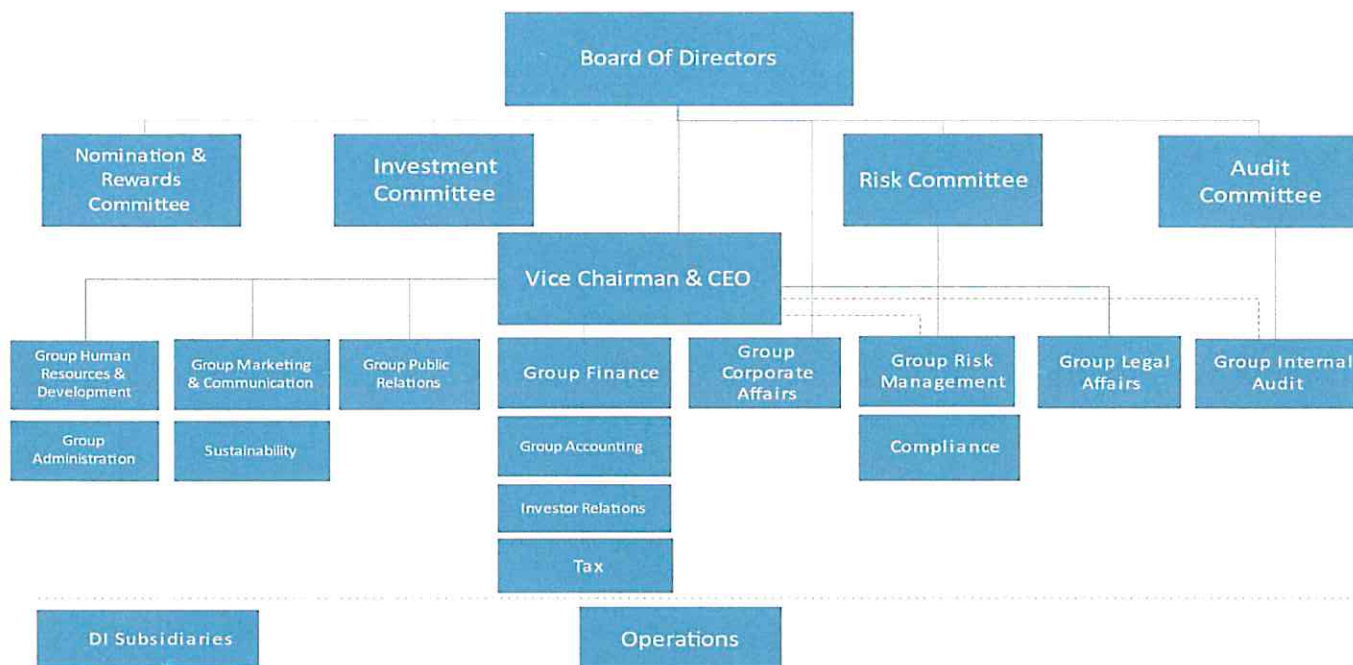 Board Of Directors
Nomination &
Rewards
Committee
Investment
Committee
Risk Committee
Audit
Committee
Vice Chairman & CEO
Group Human
Resources &
Development
Group Marketing
& Communication
Group Public
Relations
Group Finance
Group
Corporate
Affairs
Group Risk
Management
Group Legal
Affairs
Group Internal
Audit
Group
Administration
Sustainability
Group Accounting
Compliance
Investor Relations
Tax
DI Subsidiaries
Operations